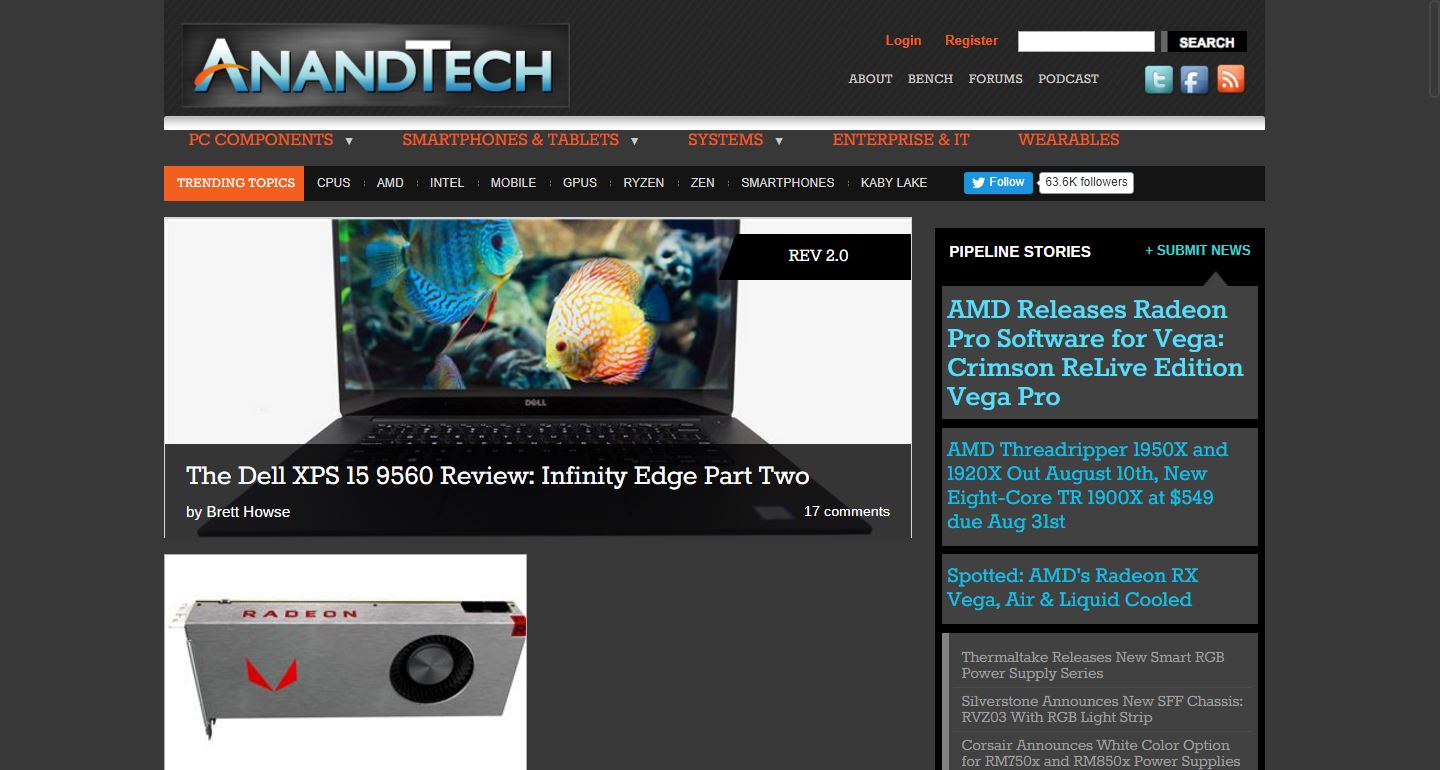 ANANDTECH
Login Register SEARCH
ABOUT BENCH FORUMS PODCAST
PC COMPONENTS ▼ SMARTPHONES & TABLETS ▼ SYSTEMS ▼ ENTERPRISE & IT WEARABLES
TRENDING TOPICS CPUS AMD INTEL MOBILE GPUS RYZEN ZEN SMARTPHONES KABY LAKE Follow 63.6K followers
REV 2.0
DELL
The Dell XPS 15 9560 Review: Infinity Edge Part Two
by Brett Howse 17 comments
RADEON
R
PIPELINE STORIES + SUBMIT NEWS
AMD Releases Radeon
Pro Software for Vega:
Crimson ReLive Edition
Vega Pro
AMD Threadripper 1950X and
1920X Out August 10th, New
Eight-Core TR 1900X at $549
due Aug 31st
Spotted: AMD's Radeon RX
Vega, Air & Liquid Cooled
Thermaltake Releases New Smart RGB
Power Supply Series
Silverstone Announces New SFF Chassis:
RVZ03 With RGB Light Strip
Corsair Announces White Color Option
for RM750x and RM850x Power Supplies